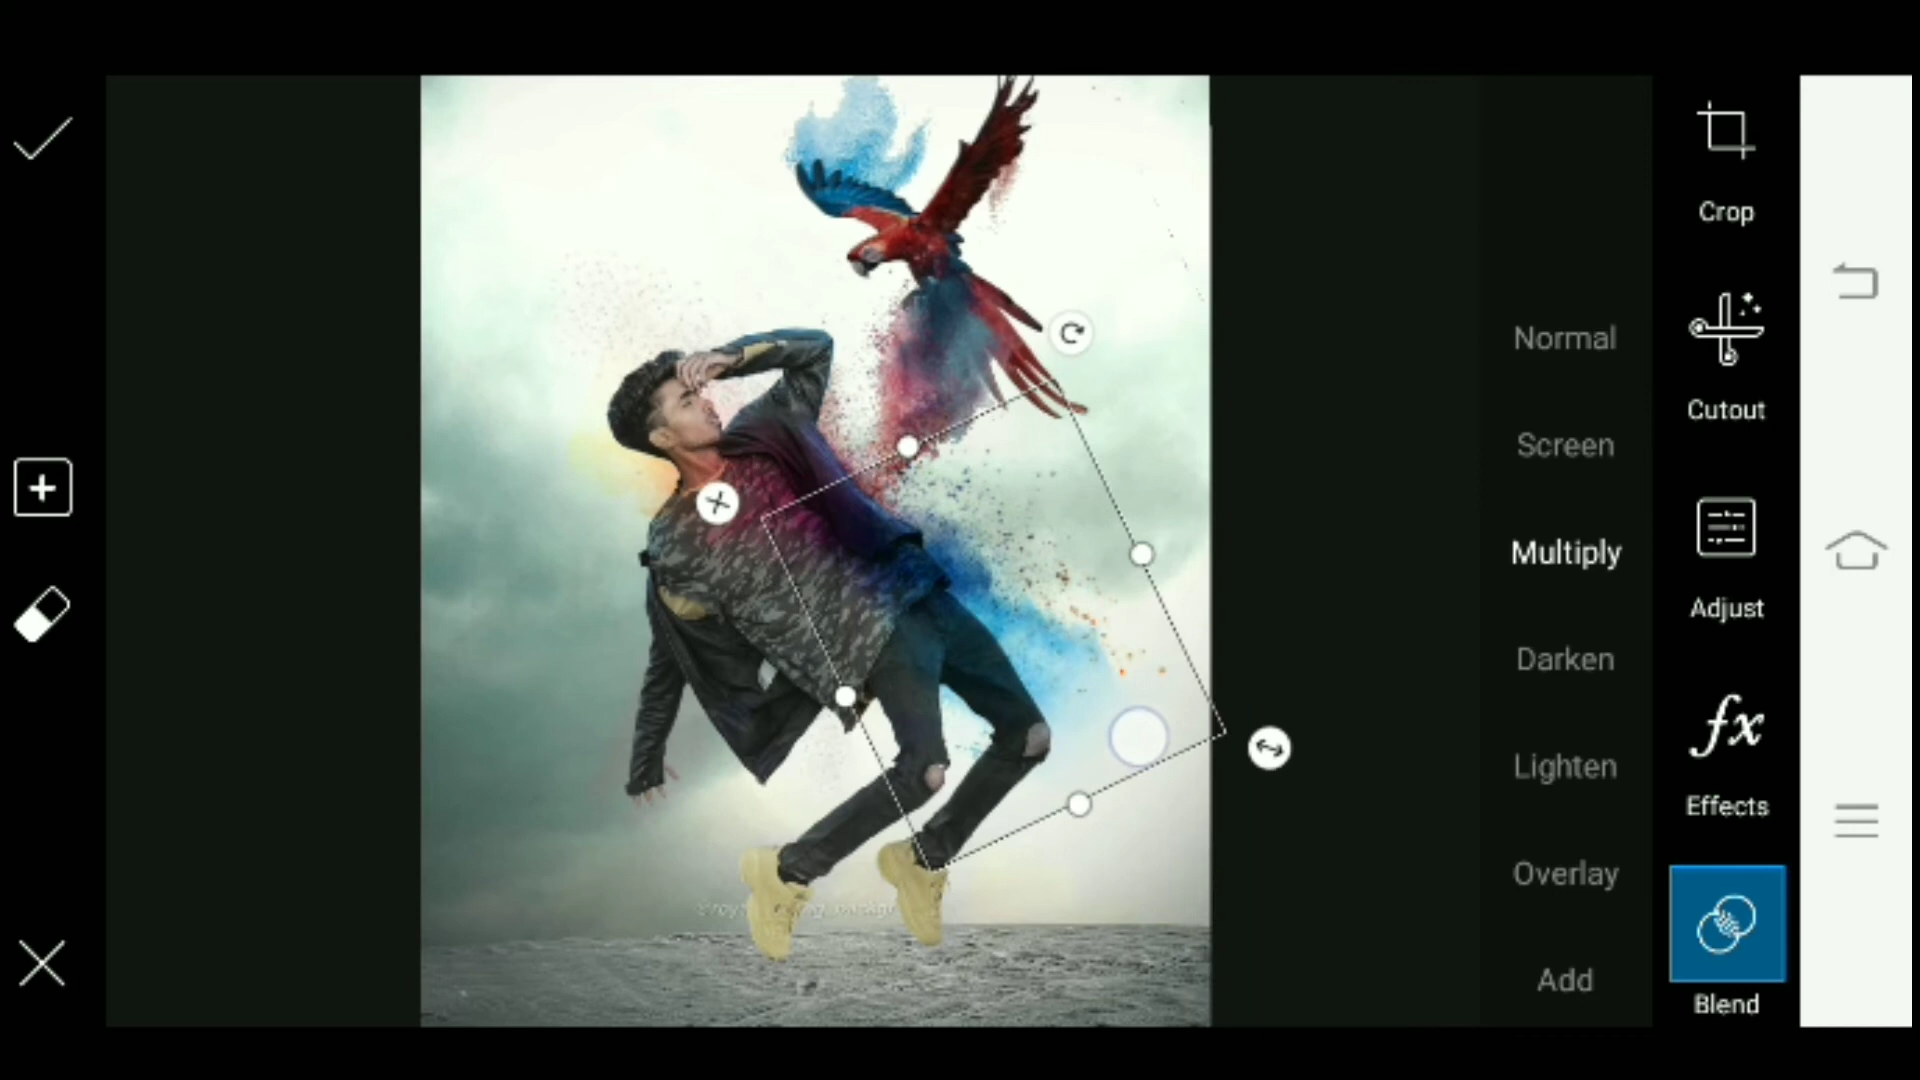 Crop
Cutout
Adjust
Effects
Blend
Normal
Screen
Multiply
Darken
Lighten
Overlay
Add